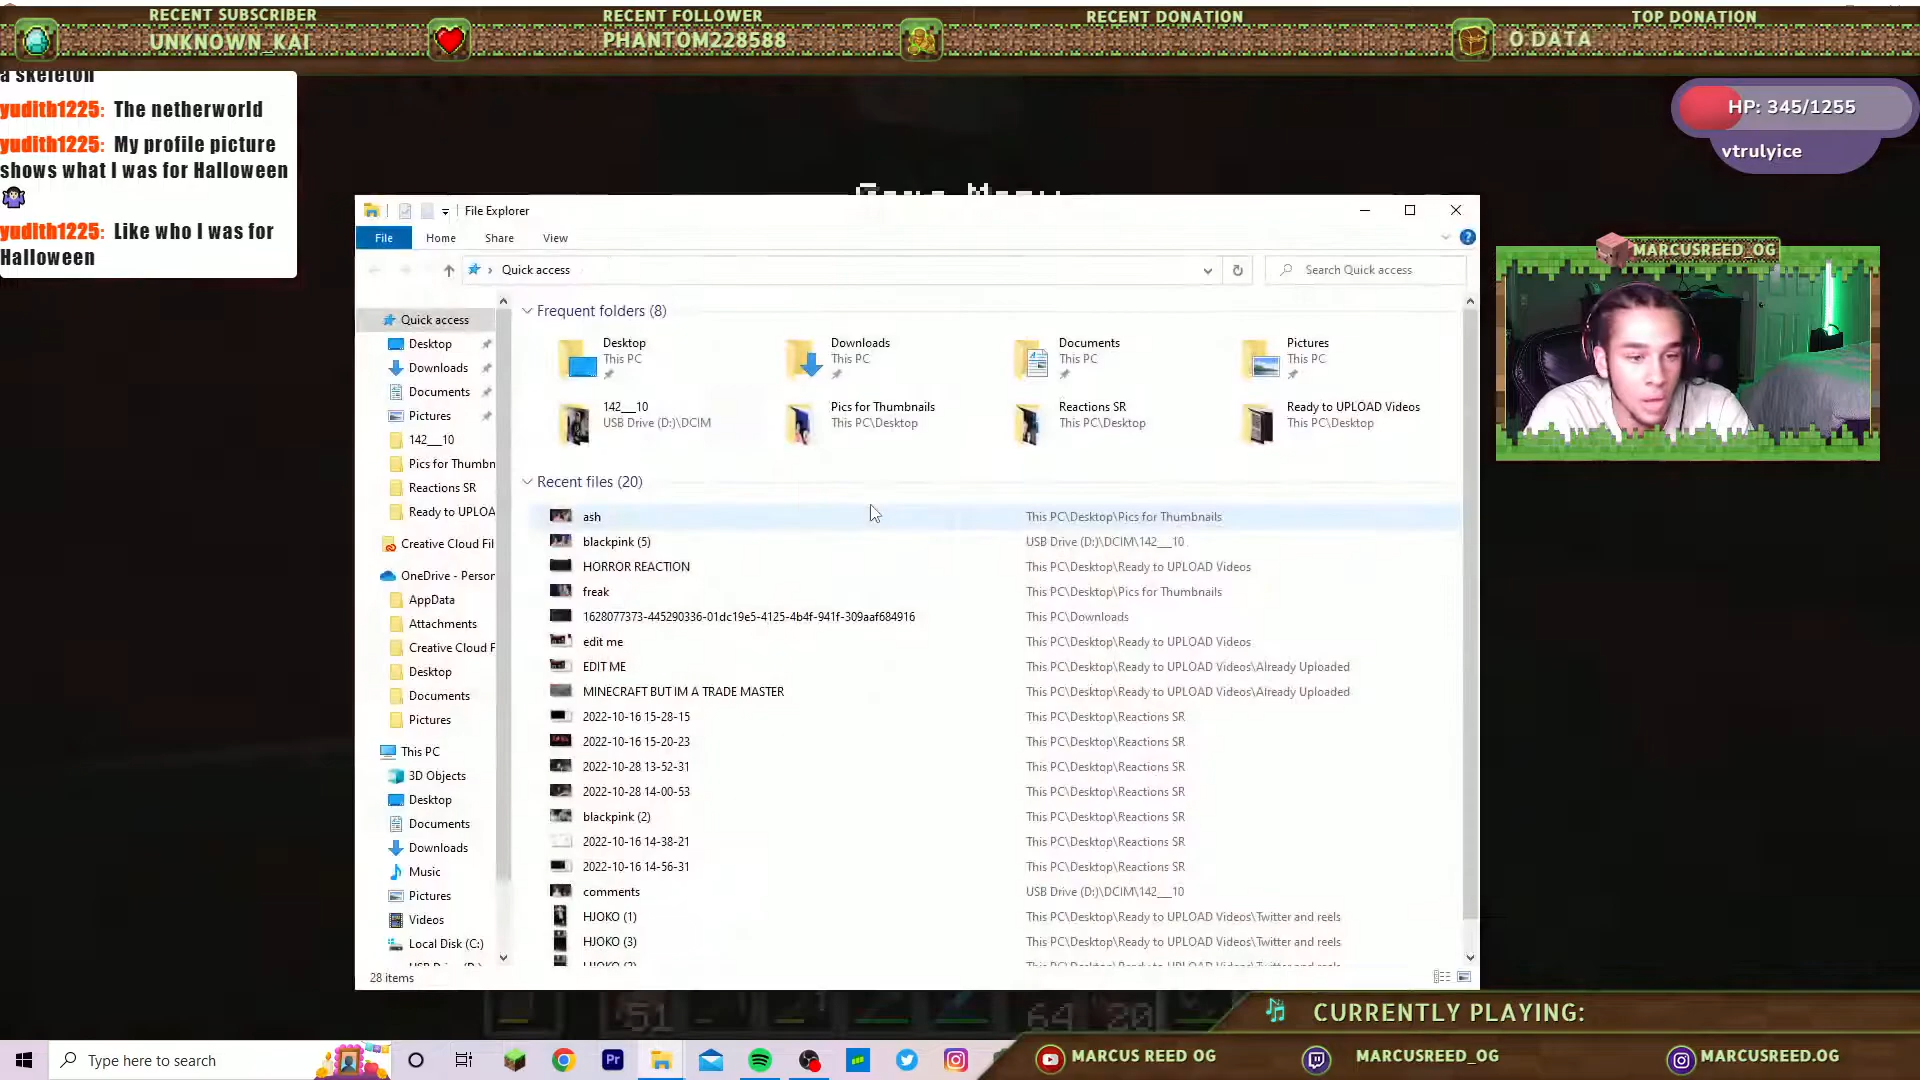 RECENT SUBSCRIBER
UNKNOWN_KAI
RECENT FOLLOWER
PHANTOM228588
RECENT DONATION
TOP DONATION
0 DATA
a skeleton
yudith1225: The netherworld
yudith1225: My profile picture
shows what I was for Halloween
yudith1225: Like who I was for
Halloween
HP: 345/1255
vtrulyice
MARCUSREED_OG
Game Menu
File Explorer
File Home Share View
Quick access
Search Quick access
Quick access
Desktop
Downloads
Documents
Pictures
142___10
Pics for Thumbn
Reactions SR
Ready to UPLOA
Creative Cloud Fil
OneDrive - Person
AppData
Attachments
Creative Cloud F
Desktop
Documents
Pictures
This PC
3D Objects
Desktop
Documents
Downloads
Music
Pictures
Videos
Local Disk (C:)
Frequent folders (8)
Desktop
This PC
Downloads
This PC
Documents
This PC
Pictures
This PC
142___10
USB Drive (D:)\DCIM
Pics for Thumbnails
This PC\Desktop
Reactions SR
This PC\Desktop
Ready to UPLOAD Videos
This PC\Desktop
Recent files (20)
ash This PC\Desktop\Pics for Thumbnails
blackpink (5) USB Drive (D:)\DCIM\142___10
HORROR REACTION This PC\Desktop\Ready to UPLOAD Videos
freak This PC\Desktop\Pics for Thumbnails
1628077373-445290336-01dc19e5-4125-4b4f-941f-309aaf684916 This PC\Downloads
edit me This PC\Desktop\Ready to UPLOAD Videos
EDIT ME This PC\Desktop\Ready to UPLOAD Videos\Already Uploaded
MINECRAFT BUT IM A TRADE MASTER This PC\Desktop\Ready to UPLOAD Videos\Already Uploaded
2022-10-16 15-28-15 This PC\Desktop\Reactions SR
2022-10-16 15-20-23 This PC\Desktop\Reactions SR
2022-10-28 13-52-31 This PC\Desktop\Reactions SR
2022-10-28 14-00-53 This PC\Desktop\Reactions SR
blackpink (2) This PC\Desktop\Reactions SR
2022-10-16 14-38-21 This PC\Desktop\Reactions SR
2022-10-16 14-56-31 This PC\Desktop\Reactions SR
comments USB Drive (D:)\DCIM\142___10
HJOKO (1) This PC\Desktop\Ready to UPLOAD Videos\Twitter and reels
HJOKO (3) This PC\Desktop\Ready to UPLOAD Videos\Twitter and reels
28 items
51
64 20
CURRENTLY PLAYING:
Type here to search
Pr
MARCUS REED OG
MARCUSREED_OG
MARCUSREED.OG